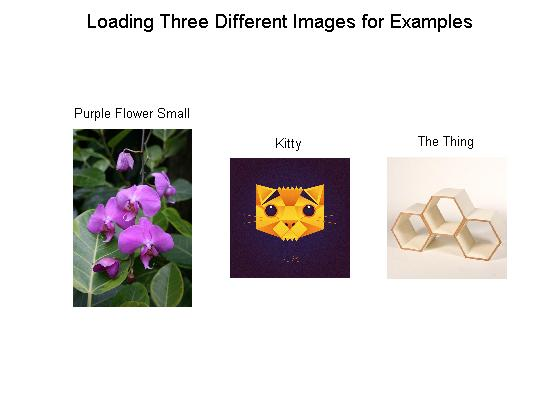 Loading Three Different Images for Examples
Purple Flower Small
Kitty
The Thing